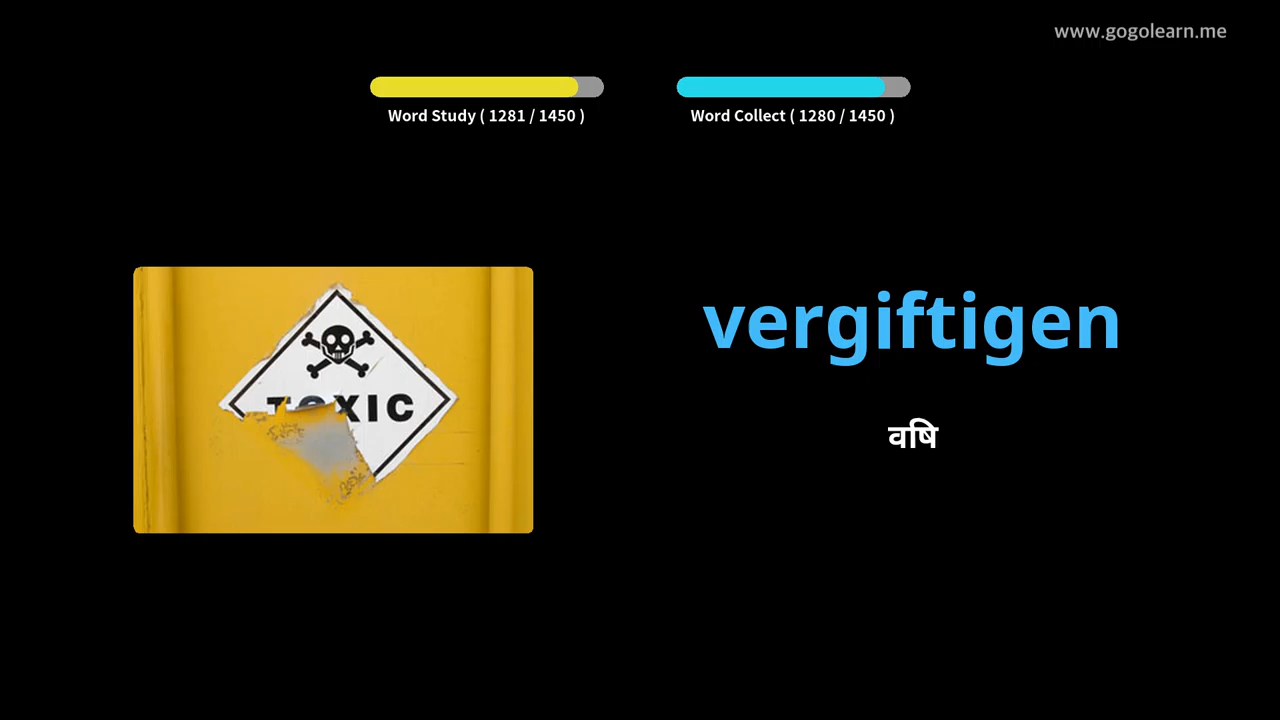 www.gogolearn.me
Word Study ( 1281 / 1450 )
Word Collect ( 1280 / 1450 )
TOXIC
vergiftigen
वषि